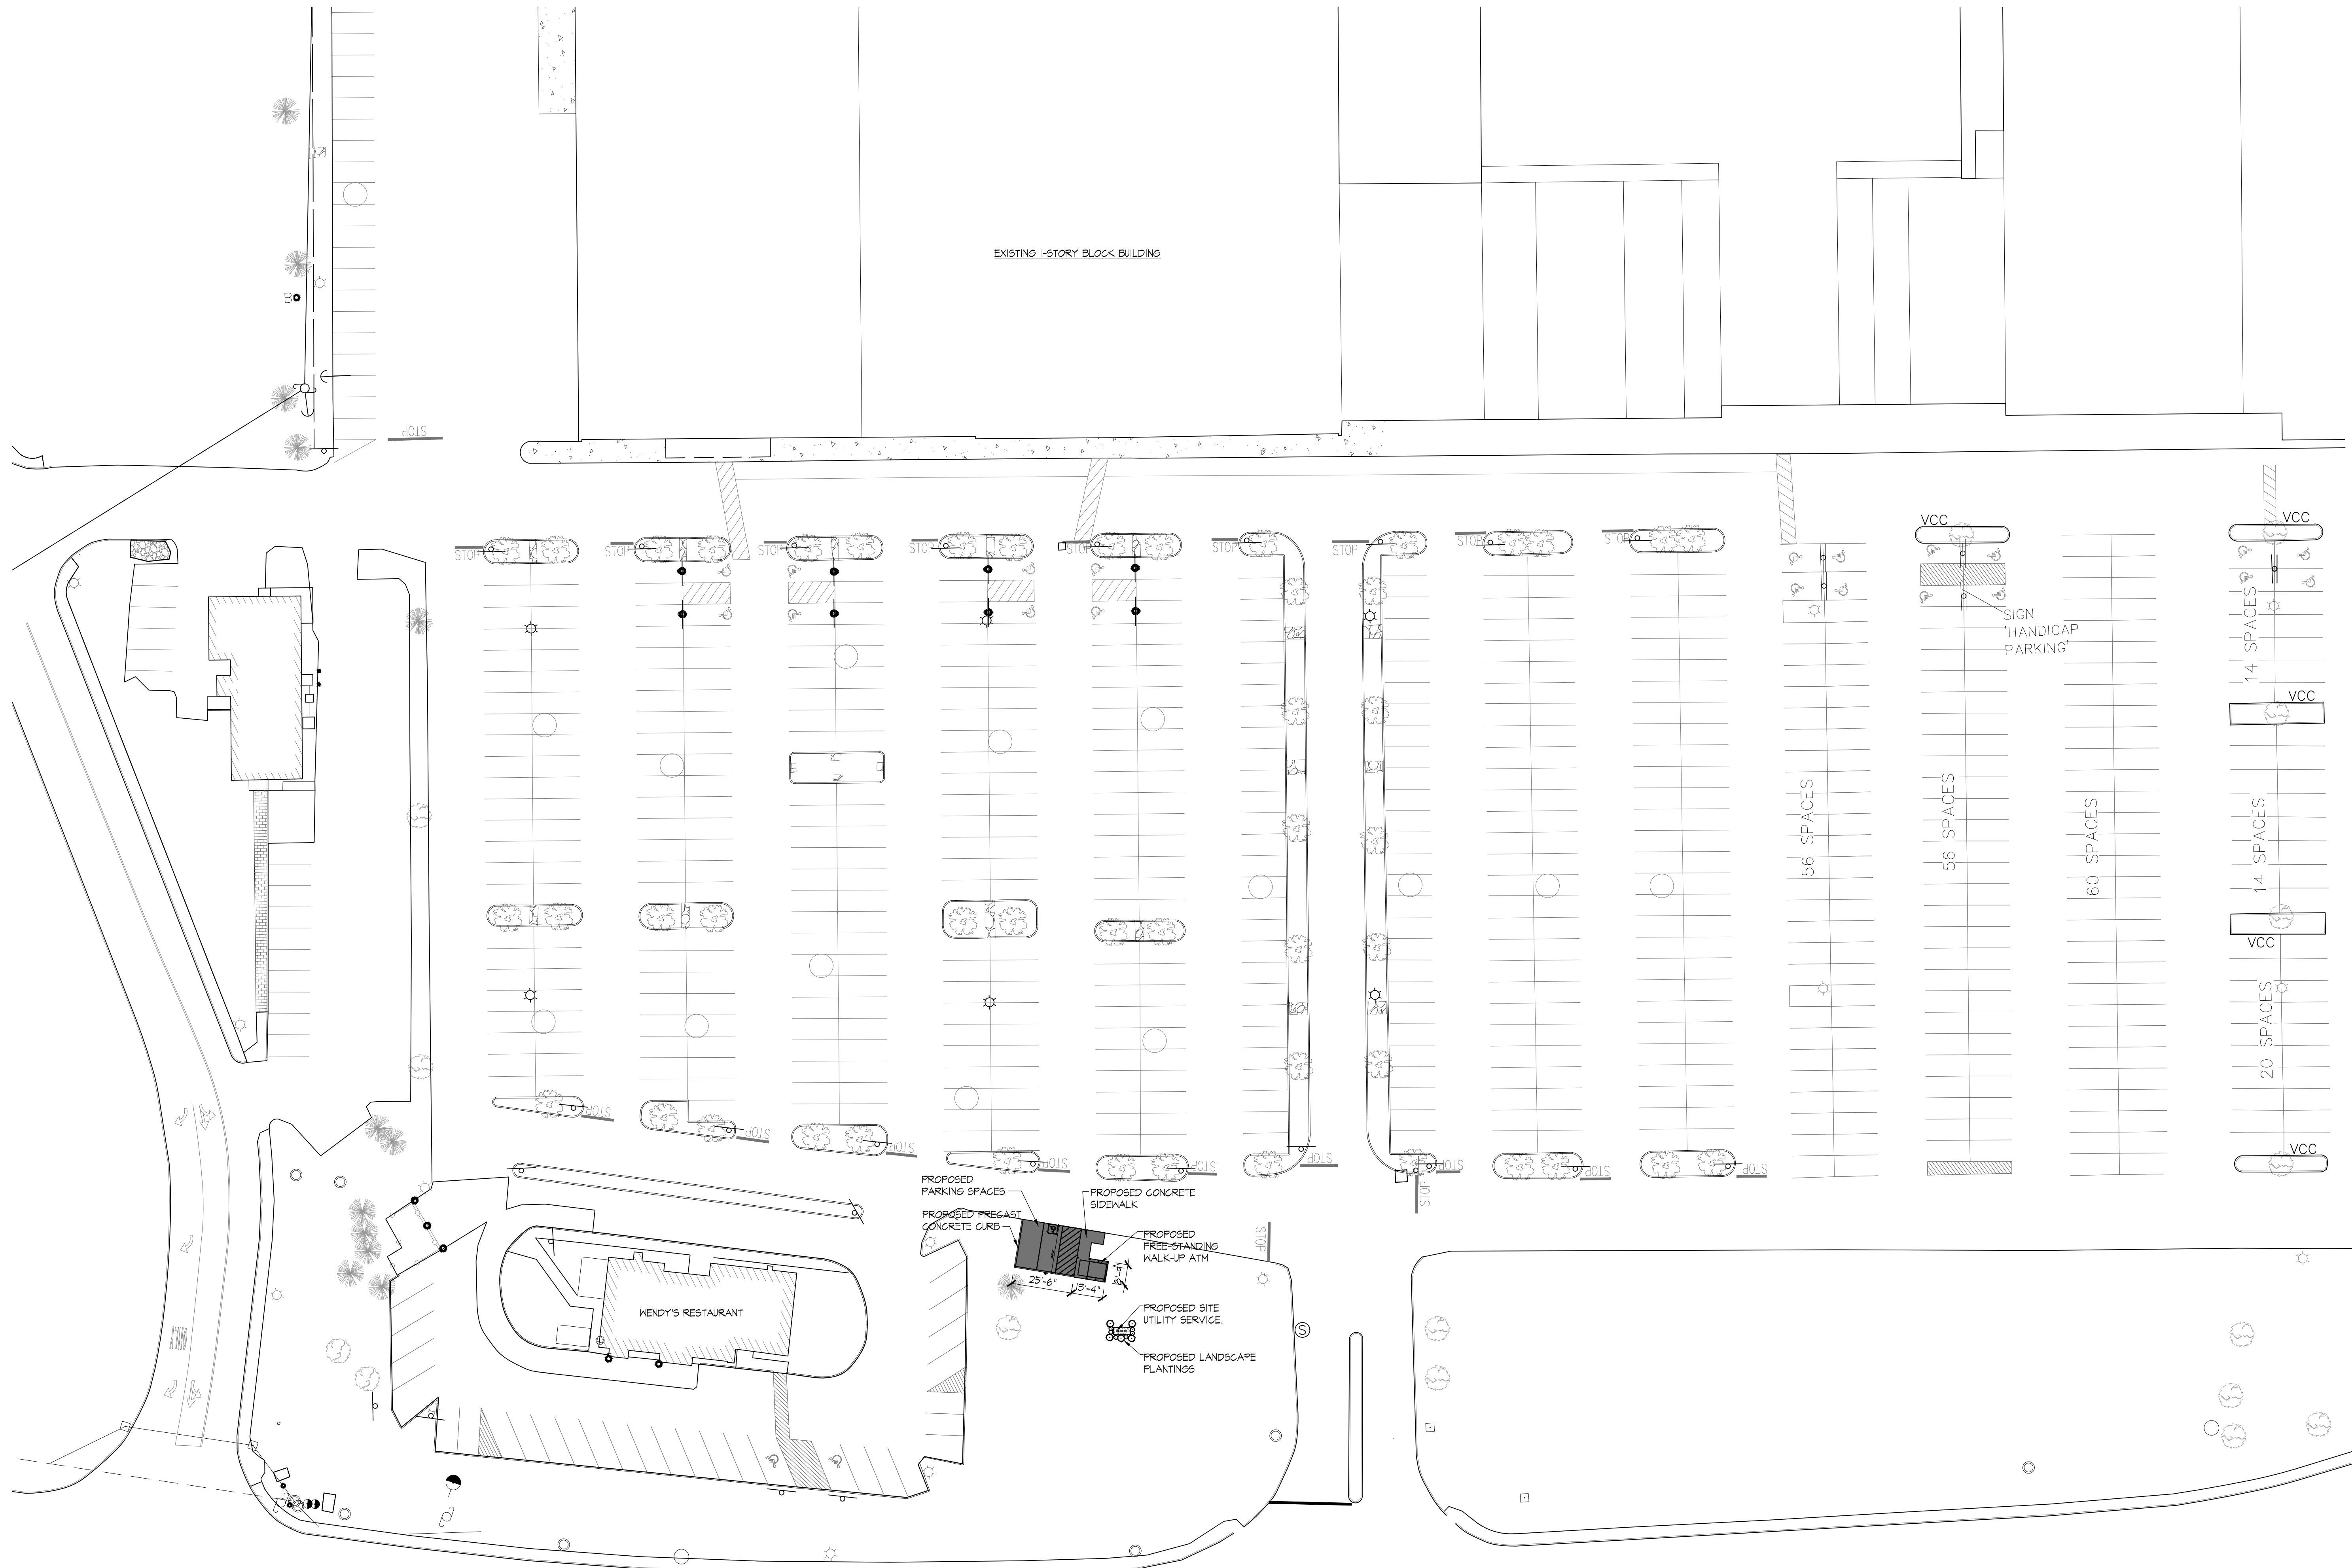 EXISTING 1-STORY BLOCK BUILDING
B
STOP
STOP
STOP
STOP
STOP
STOP
STOP
STOP
STOP
STOP
VCC
VCC
SIGN
'HANDICAP
PARKING'
14 SPACES
VCC
56 SPACES
56 SPACES
60 SPACES
14 SPACES
VCC
20 SPACES
STOP
STOP
STOP
STOP
STOP
STOP
STOP
STOP
STOP
STOP
VCC
PROPOSED
PARKING SPACES
PROPOSED PRECAST
CONCRETE CURB
PROPOSED CONCRETE
SIDEWALK
PROPOSED
FREE-STANDING
WALK-UP ATM
25'-6"
13'-4"
STOP
WENDY'S RESTAURANT
PROPOSED SITE
UTILITY SERVICE.
S
PROPOSED LANDSCAPE
PLANTINGS
ONLY